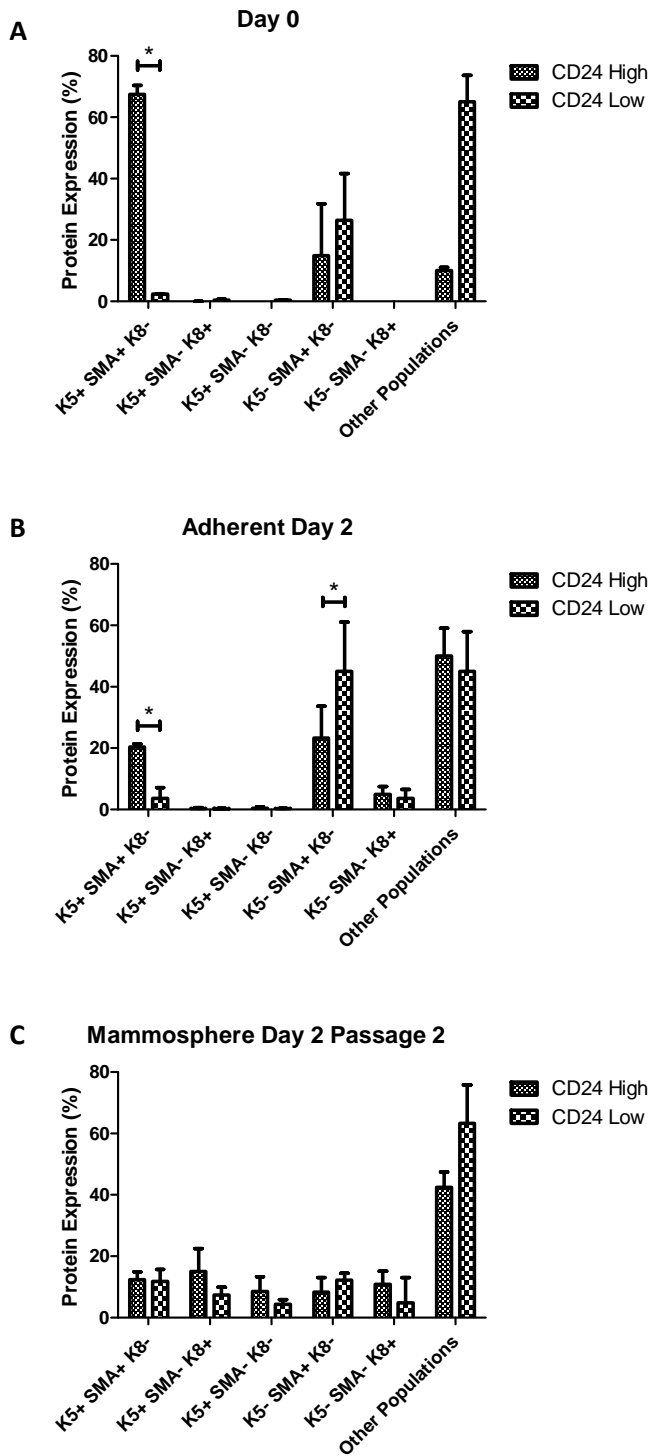 A
Day 0
*
Protein Expression (%)
80
60
40
20
0
K5+ SMA+ K8-
K5+ SMA- K8+
K5+ SMA- K8-
K5- SMA+ K8-
K5- SMA- K8+
Other Populations
CD24 High
CD24 Low
B
Adherent Day 2
*
*
Protein Expression (%)
80
60
40
20
0
K5+ SMA+ K8-
K5+ SMA- K8+
K5+ SMA- K8-
K5- SMA+ K8-
K5- SMA- K8+
Other Populations
CD24 High
CD24 Low
C
Mammosphere Day 2 Passage 2
Protein Expression (%)
80
60
40
20
0
K5+ SMA+ K8-
K5+ SMA- K8+
K5+ SMA- K8-
K5- SMA+ K8-
K5- SMA- K8+
Other Populations
CD24 High
CD24 Low